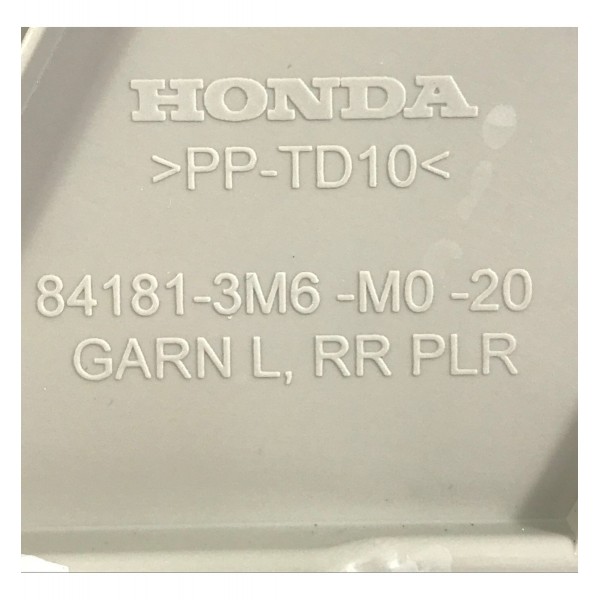 HONDA
>PP-TD10<
84181-3M6 -M0 -20
GARN L, RR PLR